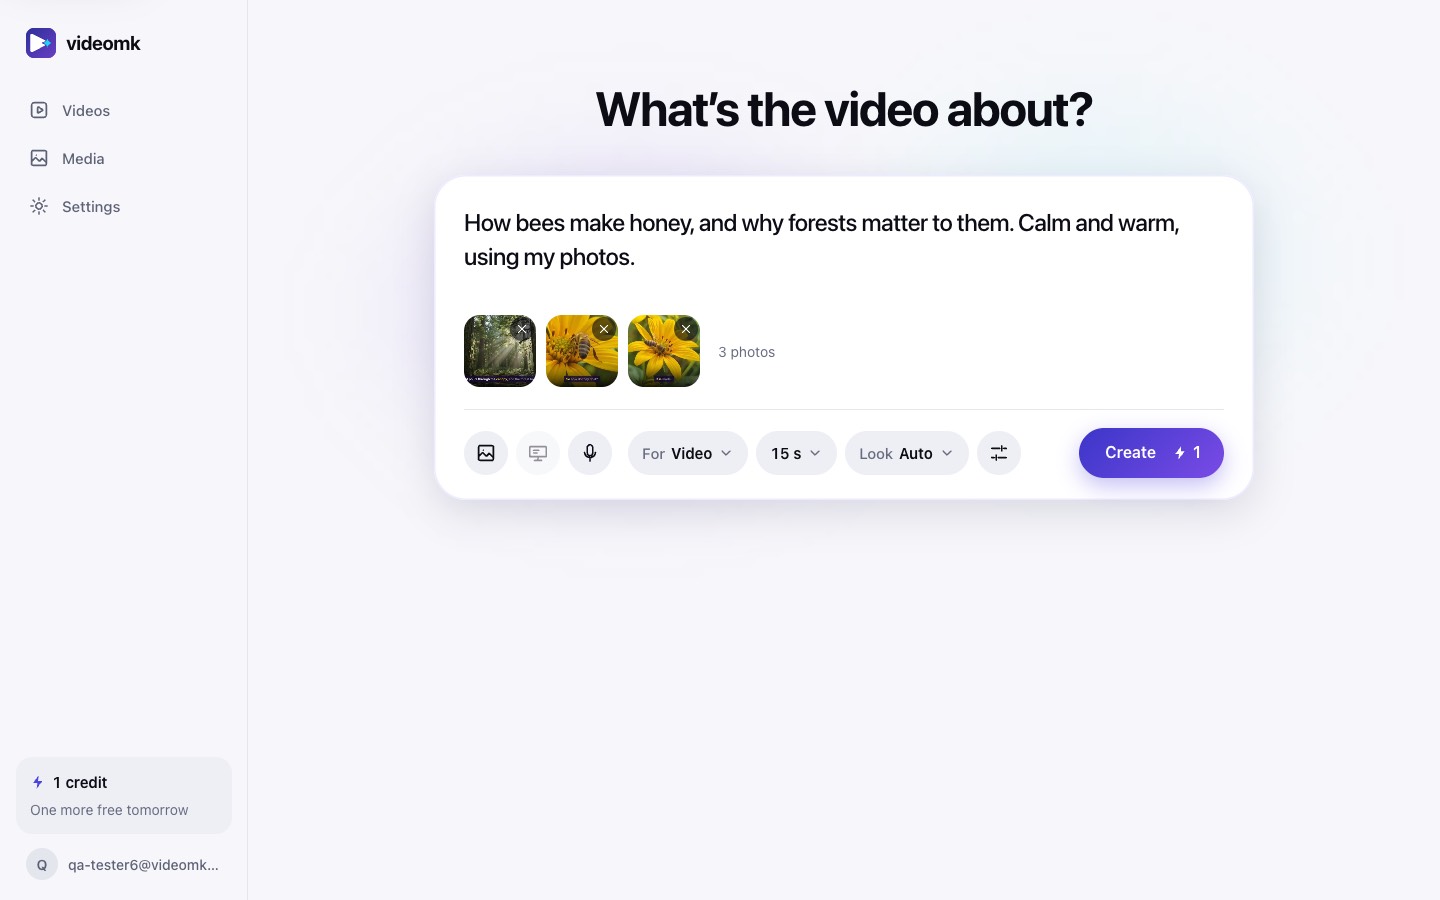 videomk
Videos
Media
Settings
What's the video about?
How bees make honey, and why forests matter to them. Calm and warm,
using my photos.
3 photos
For Video
15 s
Look Auto
Create 1
1 credit
One more free tomorrow
Q
qa-tester6@videomk...